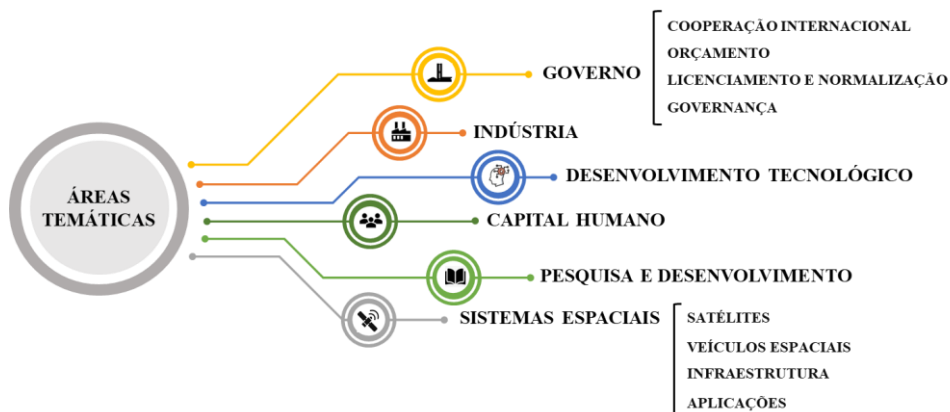 ÁREAS
TEMÁTICAS
GOVERNO
COOPERAÇÃO INTERNACIONAL
ORÇAMENTO
LICENCIAMENTO E NORMALIZAÇÃO
GOVERNANÇA
INDÚSTRIA
DESENVOLVIMENTO TECNOLÓGICO
CAPITAL HUMANO
PESQUISA E DESENVOLVIMENTO
SISTEMAS ESPACIAIS
SATÉLITES
VEÍCULOS ESPACIAIS
INFRAESTRUTURA
APLICAÇÕES